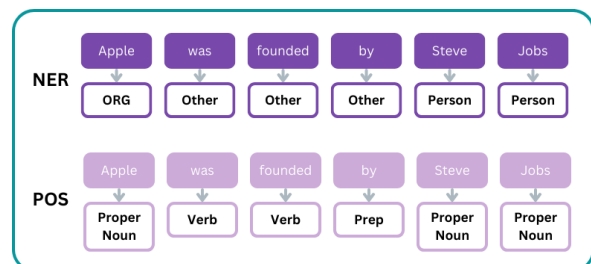 Apple was founded by Steve Jobs
NER
ORG Other Other Other Person Person
Apple was founded by Steve Jobs
POS
Proper Noun Verb Verb Prep Proper Noun Proper Noun